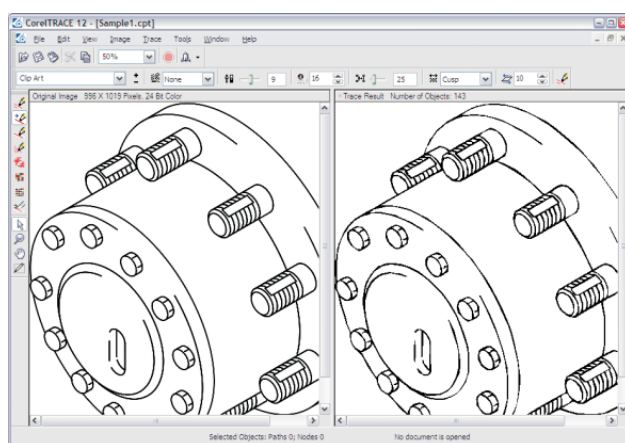 CorelTRACE 12 - [Sample1.cpt]
File Edit View Image Trace Tools Window Help
50%
Clip Art None 9 16 25 Cusp 10
Original Image 996 X 1019 Pixels, 24 Bit Color
- Trace Result Number of Objects: 143
Selected Objects: Paths 0; Nodes 0 No document is opened